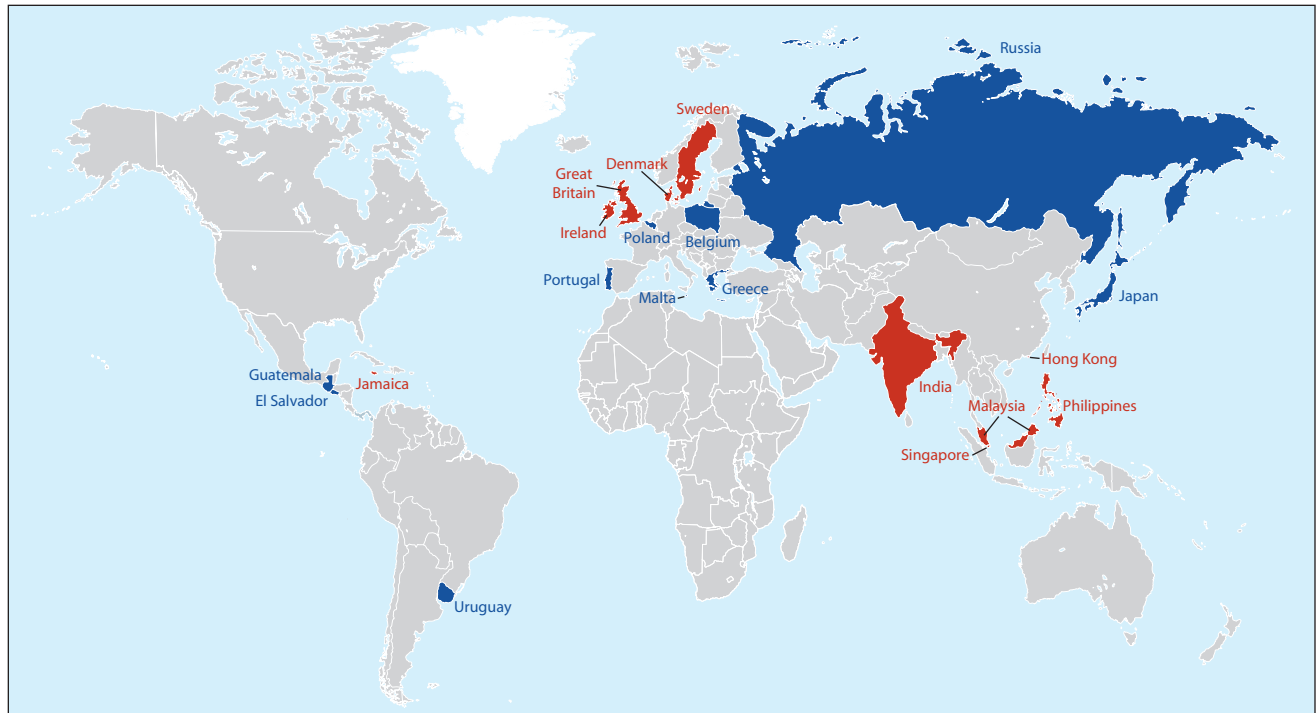 Russia
Sweden
Denmark
Great
Britain
Ireland
Poland
Belgium
Portugal
Malta
Greece
Japan
Hong Kong
Guatemala
Jamaica
El Salvador
India
Malaysia
Philippines
Singapore
Uruguay